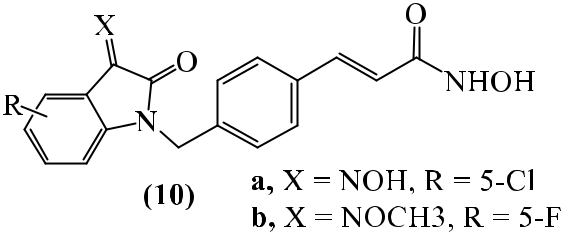 X
O
O
R
N
NHOH
(10)
a, X = NOH, R = 5-Cl
b, X = NOCH3, R = 5-F